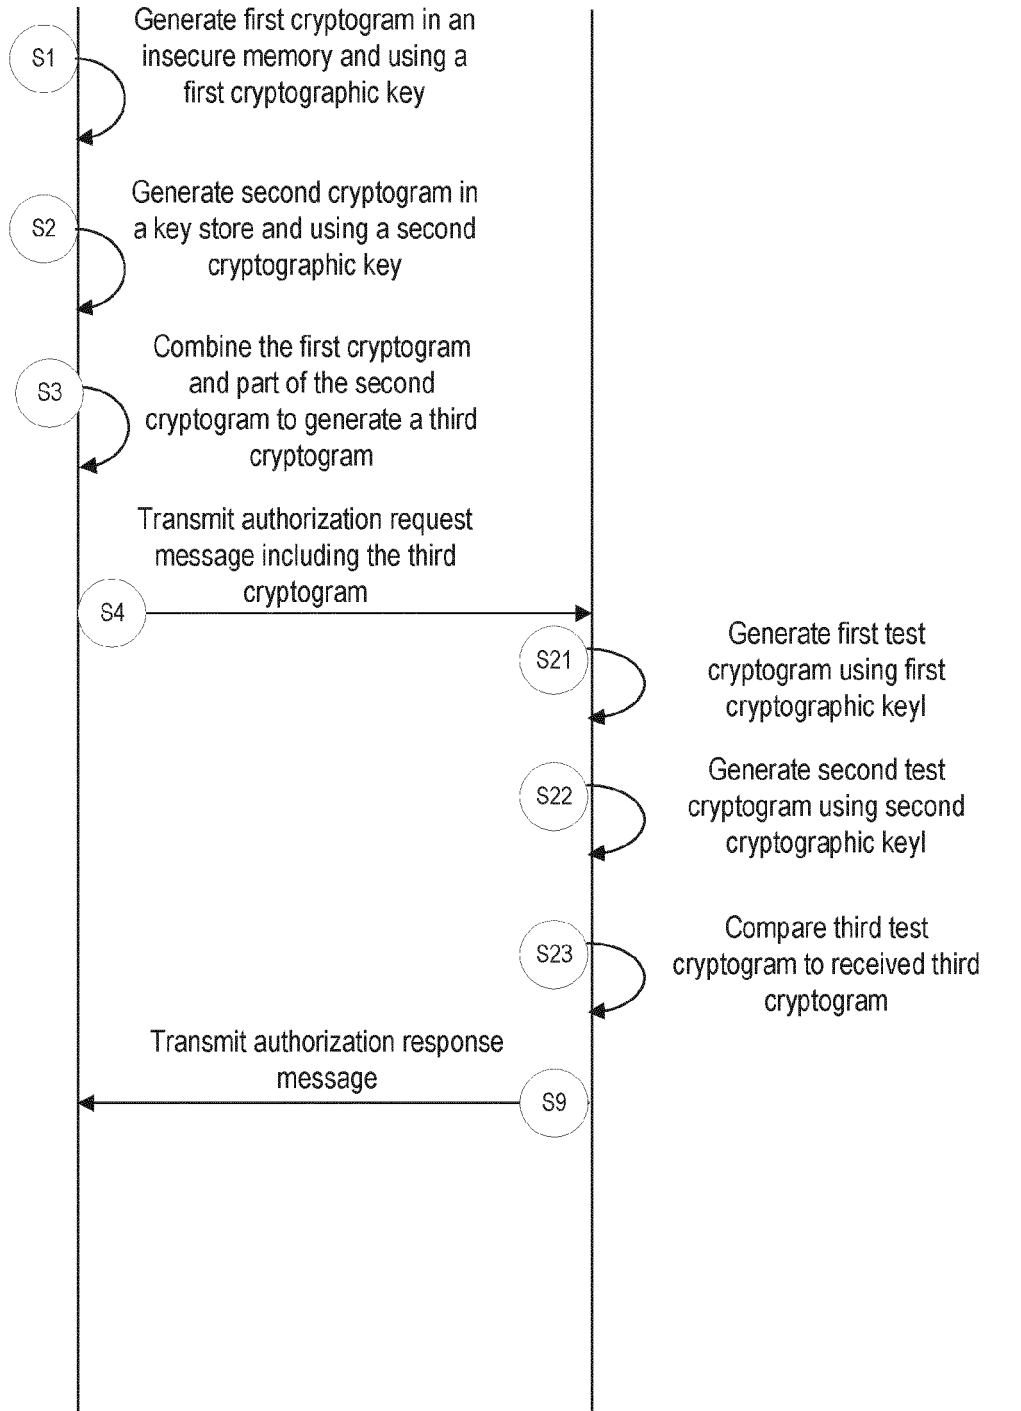 Generate first cryptogram in an
insecure memory and using a
first cryptographic key
S1
Generate second cryptogram in
a key store and using a second
cryptographic key
S2
Combine the first cryptogram
and part of the second
cryptogram to generate a third
cryptogram
S3
Transmit authorization request
message including the third
cryptogram
S4
Generate first test
cryptogram using first
cryptographic keyl
S21
Generate second test
cryptogram using second
cryptographic keyl
S22
Compare third test
cryptogram to received third
cryptogram
S23
Transmit authorization response
message
S9